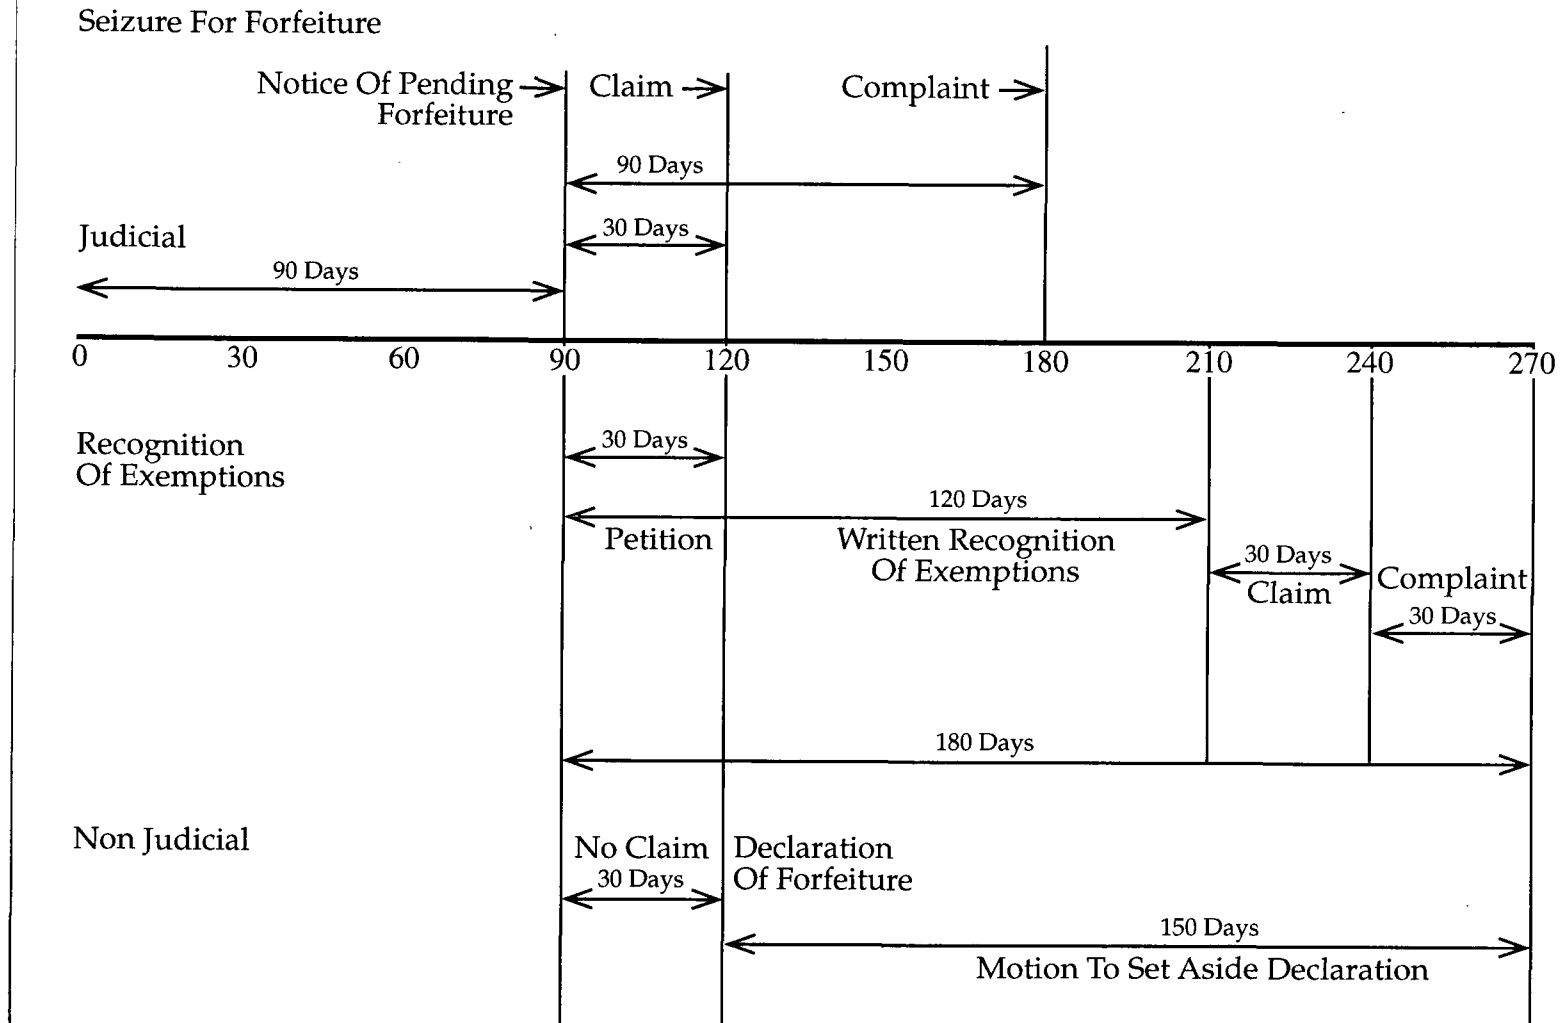 Seizure For Forfeiture
Notice Of Pending
Forfeiture
Claim
Complaint
90 Days
30 Days
Judicial
90 Days
0 30 60 90 120 150 180 210 240 270
Recognition
Of Exemptions
30 Days
120 Days
Petition
Written Recognition
Of Exemptions
30 Days
Claim
Complaint
30 Days
180 Days
Non Judicial
No Claim
30 Days
Declaration
Of Forfeiture
150 Days
Motion To Set Aside Declaration